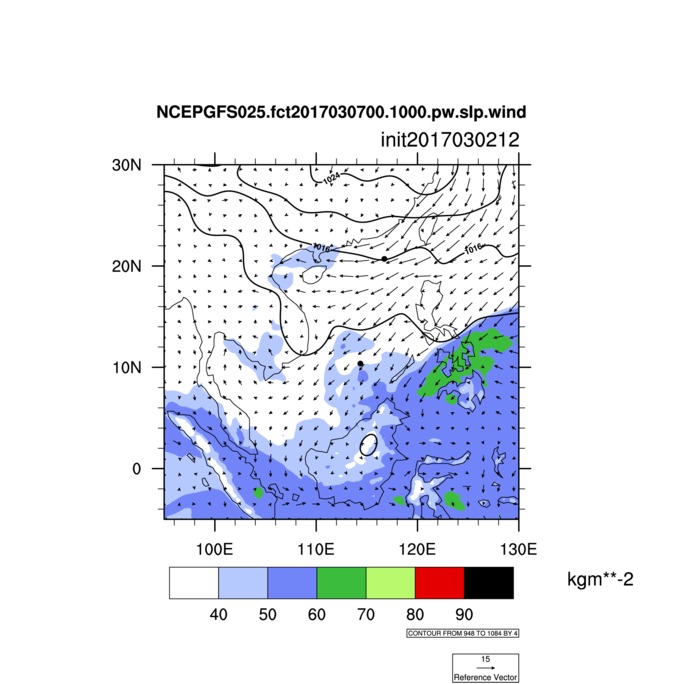 NCEPGFS025.fct2017030700.1000.pw.slp.wind
init2017030212
30N
1024
1016
1016
20N
10N
0
100E 110E 120E 130E
kgm**-2
40 50 60 70 80 90
CONTOUR FROM 948 TO 1084 BY 4
15
Reference Vector